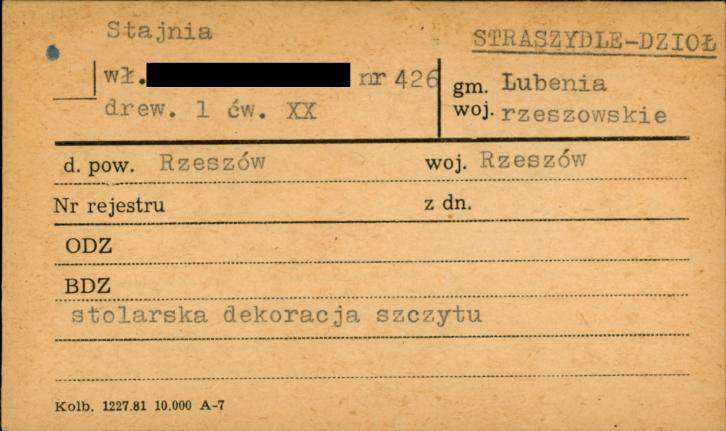 Stajnia
STRASZYDLE-DZIOŁ
wł. nr 426
gm. Lubenia
drew. 1 ćw. XX
woj. rzeszowskie
d. pow. Rzeszów woj. Rzeszów
Nr rejestru z dn.
ODZ
BDZ
stolarska dekoracja szczytu
Kolb. 1227.81 10.000 A-7